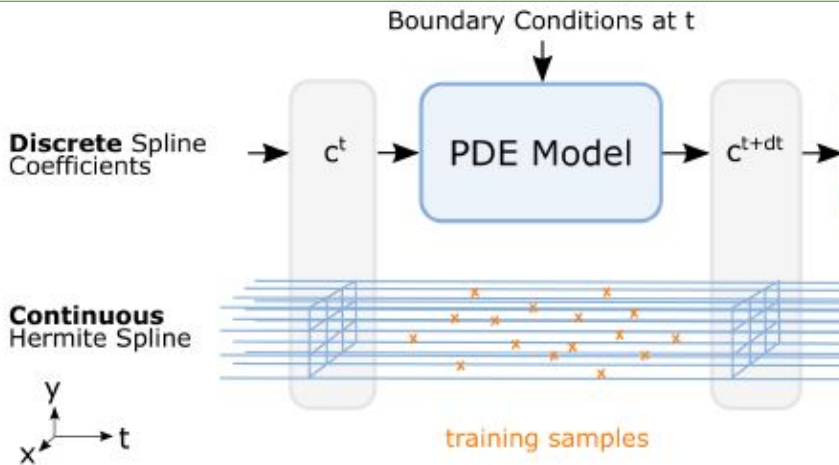 Boundary Conditions at t
Discrete Spline
Coefficients
c^t
PDE Model
c^{t+dt}
Continuous
Hermite Spline
y
x
t
training samples